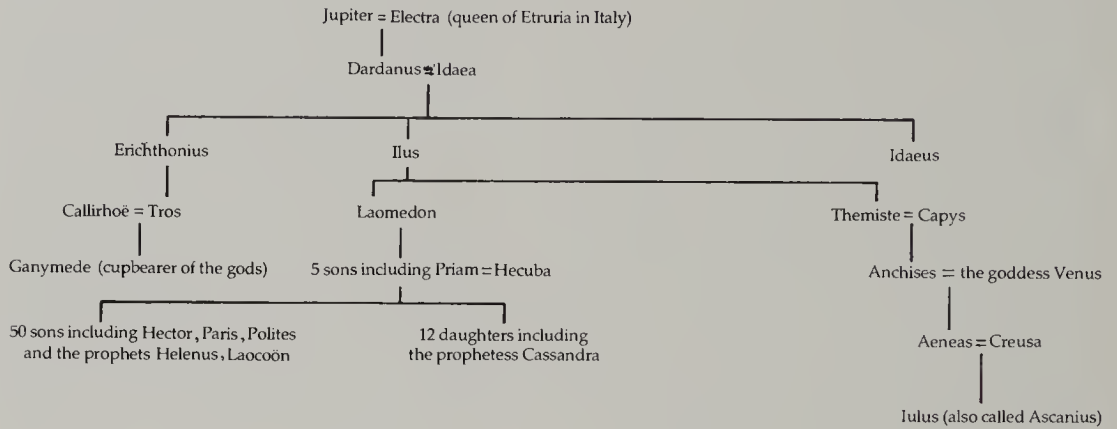 Jupiter = Electra (queen of Etruria in Italy)
Dardanus = Idaea
Erichthonius
Ilus
Idaeus
Callirhoë = Tros
Laomedon
Themiste = Capys
Ganymede (cupbearer of the gods)
5 sons including Priam = Hecuba
Anchises = the goddess Venus
50 sons including Hector, Paris, Polites
and the prophets Helenus, Laocoön
12 daughters including
the prophetess Cassandra
Aeneas = Creusa
Iulus (also called Ascanius)